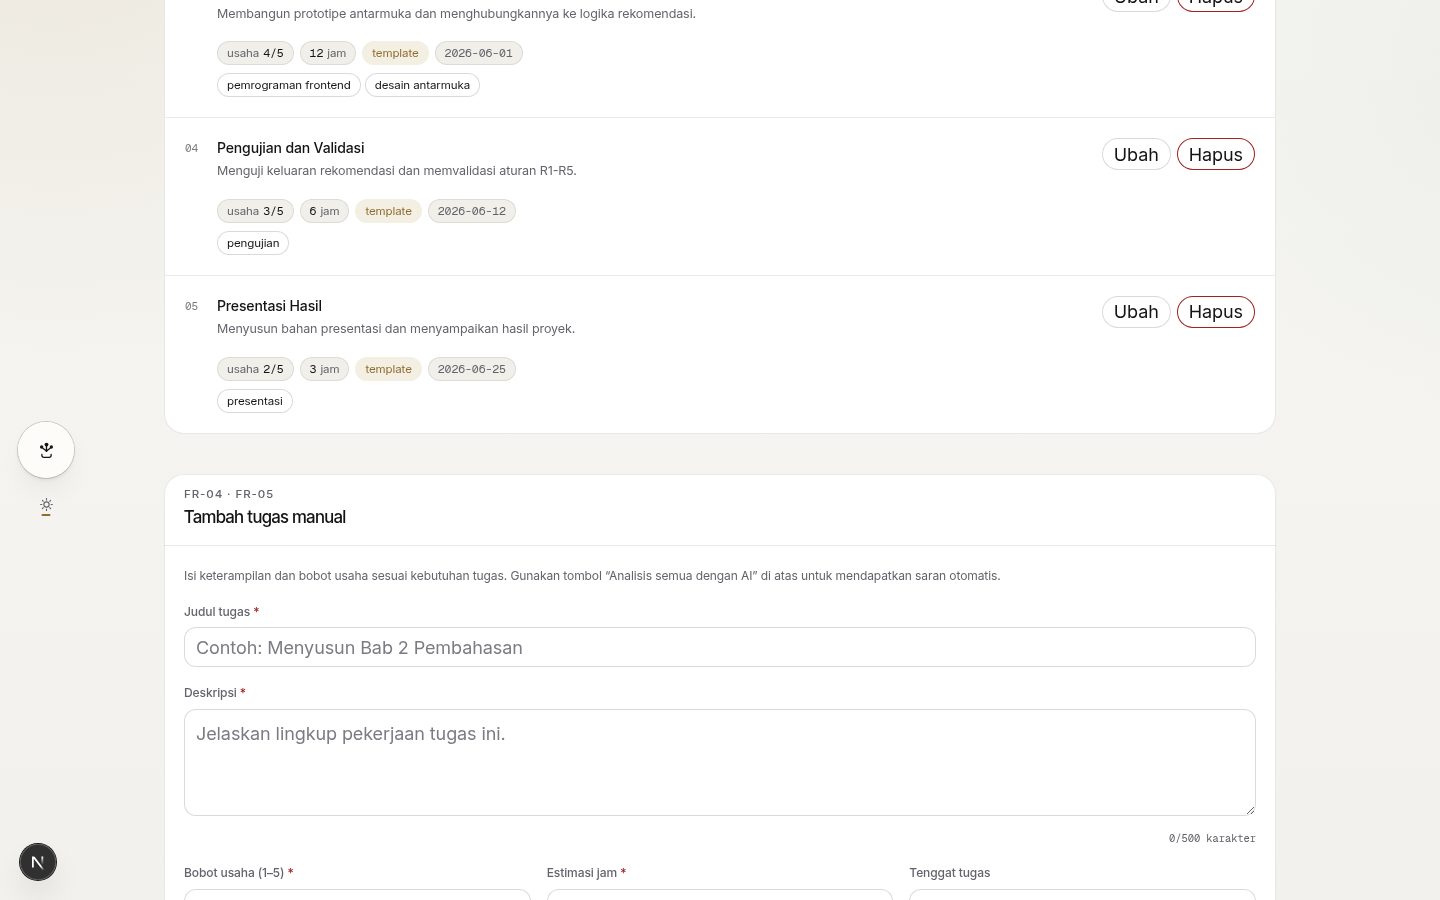 Membangun prototipe antarmuka dan menghubungkannya ke logika rekomendasi.
Ubah Hapus
usaha 4/5 12 jam template 2026-06-01
pemrograman frontend desain antarmuka
04 Pengujian dan Validasi Ubah Hapus
Menguji keluaran rekomendasi dan memvalidasi aturan R1-R5.
usaha 3/5 6 jam template 2026-06-12
pengujian
05 Presentasi Hasil Ubah Hapus
Menyusun bahan presentasi dan menyampaikan hasil proyek.
usaha 2/5 3 jam template 2026-06-25
presentasi
FR-04 · FR-05
Tambah tugas manual
Isi keterampilan dan bobot usaha sesuai kebutuhan tugas. Gunakan tombol “Analisis semua dengan AI” di atas untuk mendapatkan saran otomatis.
Judul tugas *
Contoh: Menyusun Bab 2 Pembahasan
Deskripsi *
Jelaskan lingkup pekerjaan tugas ini.
0/500 karakter
Bobot usaha (1–5) * Estimasi jam * Tenggat tugas
N